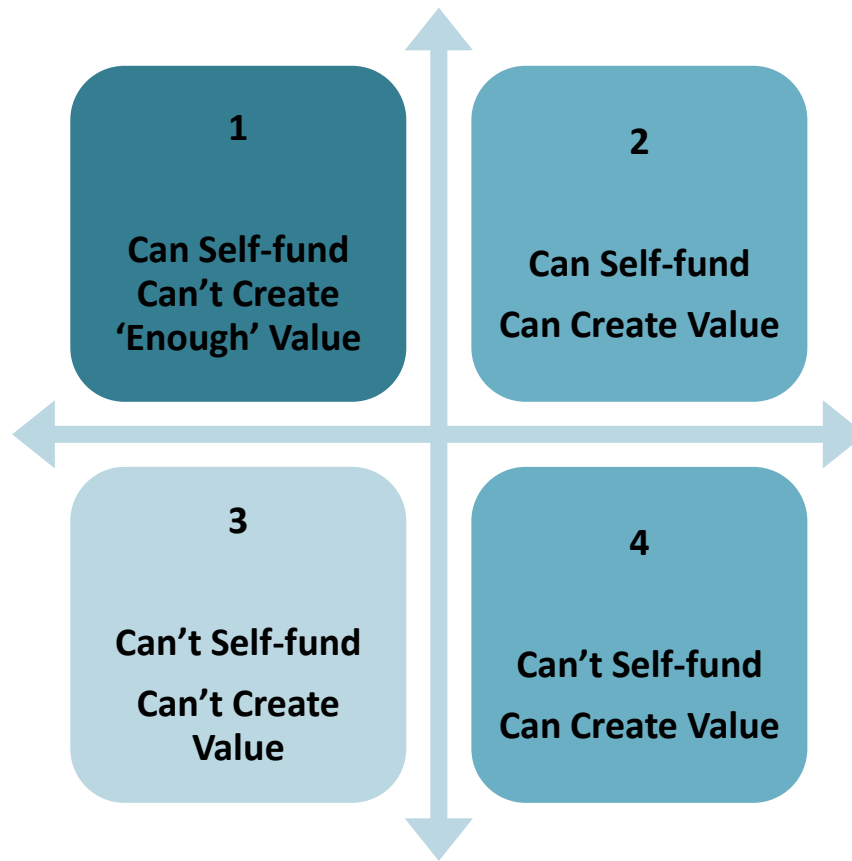 1
Can Self-fund
Can’t Create
‘Enough’ Value
2
Can Self-fund
Can Create Value
3
Can’t Self-fund
Can’t Create
Value
4
Can’t Self-fund
Can Create Value